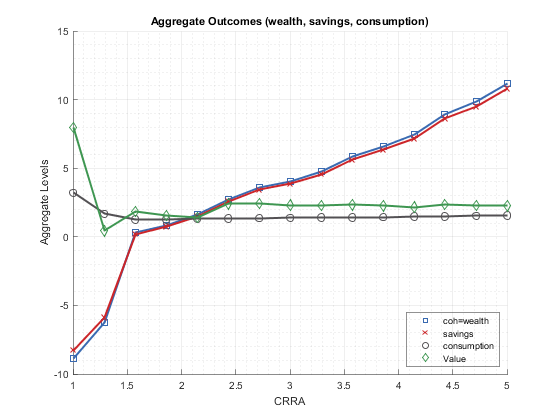 Aggregate Outcomes (wealth, savings, consumption)
15
10
5
0
-5
-10
Aggregate Levels
1
1.5
2
2.5
3
3.5
4
4.5
5
CRRA
coh=wealth
savings
consumption
Value